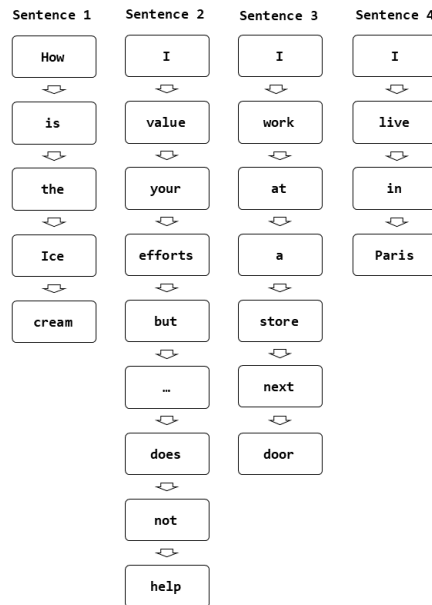 Sentence 1
How
is
the
Ice
cream
Sentence 2
I
value
your
efforts
but
…
does
not
help
Sentence 3
I
work
at
a
store
next
door
Sentence 4
I
live
in
Paris